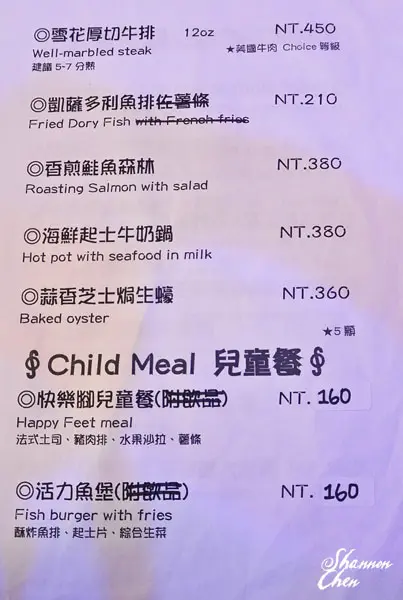 ◎雪花厚切牛排 12oz NT.450
Well-marbled steak ★美國牛肉 Choice 等級
建議 5-7 分熟
◎凱薩多利魚排佐薯條 NT.210
Fried Dory Fish with French fries
◎香煎鮭魚森林 NT.380
Roasting Salmon with salad
◎海鮮起士牛奶鍋 NT.380
Hot pot with seafood in milk
◎蒜香芝士焗生蠔 NT.360
Baked oyster
★5 顆
∮Child Meal 兒童餐∮
◎快樂腳兒童餐(附飲品) NT. 160
Happy Feet meal
法式土司、豬肉排、水果沙拉、薯條
◎活力魚堡(附飲品) NT. 160
Fish burger with fries
酥炸魚排、起士片、綜合生菜
Shannon
Chen